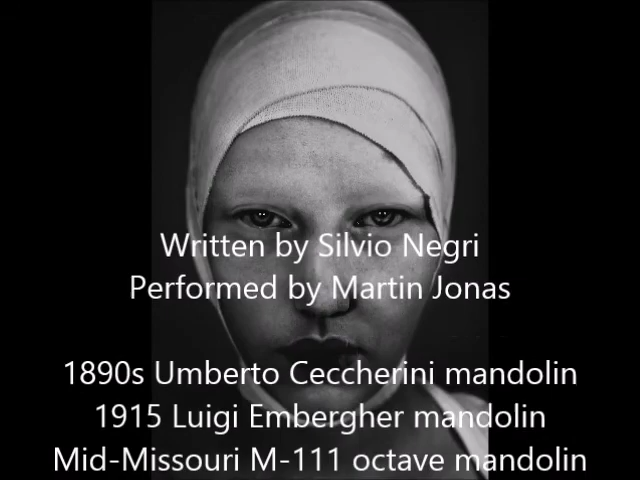 Written by Silvio Negri
Performed by Martin Jonas
1890s Umberto Ceccherini mandolin
1915 Luigi Embergher mandolin
Mid-Missouri M-111 octave mandolin